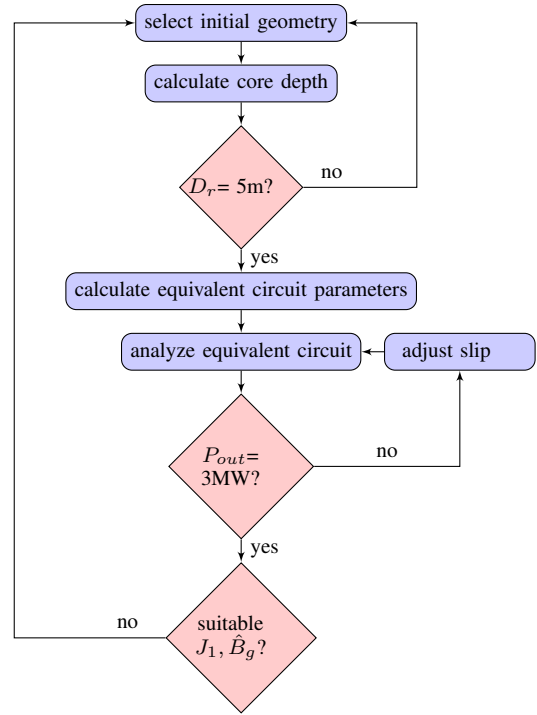 select initial geometry
calculate core depth
D_r= 5m?
no
yes
calculate equivalent circuit parameters
analyze equivalent circuit
adjust slip
P_out=
3MW?
no
yes
suitable
J_1, B̂_g?
no